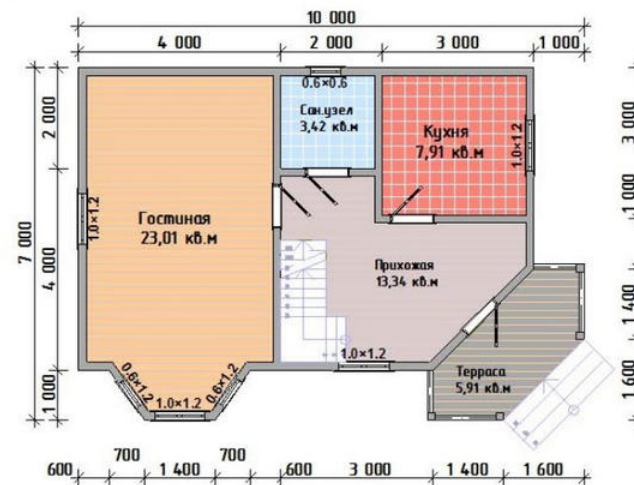 10 000
4 000
2 000
3 000
1 000
7 000
2 000
4 000
1 000
0.6×0.6
Сан.узел
3,42 кв.м
Кухня
7,91 кв.м
1.0×1.2
1.0×1.2
Гостиная
23,01 кв.м
Прихожая
13,34 кв.м
1.0×1.2
Терраса
5,91 кв.м
0.6×1.2
1.0×1.2
0.6×1.2
3 000
1 000
1 400
1 600
600
700
1 400
700
600
3 000
1 400
1 600